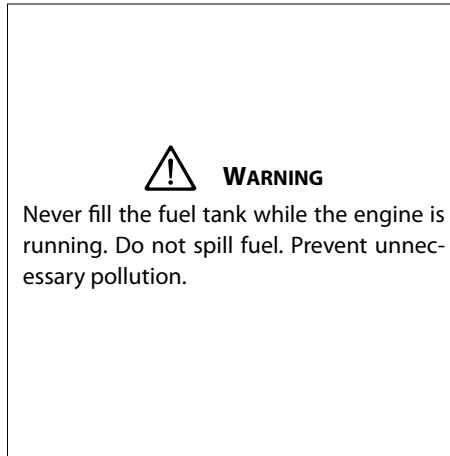 WARNING
Never fill the fuel tank while the engine is
running. Do not spill fuel. Prevent unnec-
essary pollution.